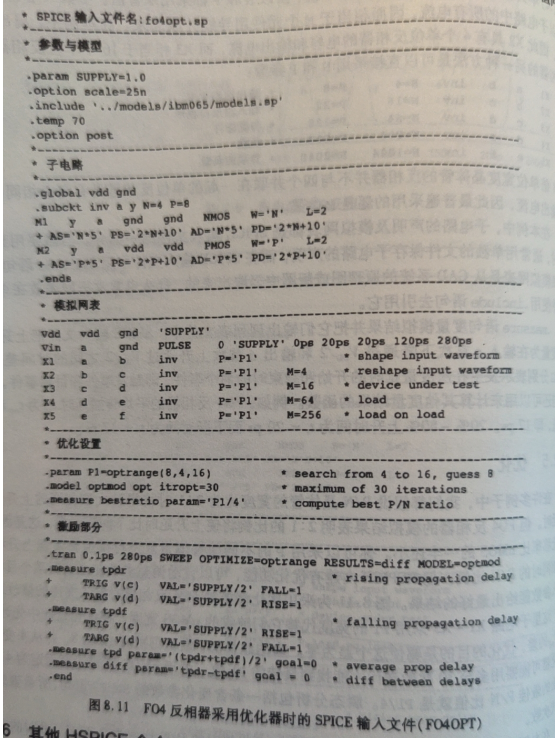 * SPICE 输入文件名:fo4opt.sp
*----------------------------------------------------------------------
* 参数与模型
*----------------------------------------------------------------------
.param SUPPLY=1.0
.option scale=25n
.include '../models/ibm065/models.sp'
.temp 70
.option post
*----------------------------------------------------------------------
* 子电路
*----------------------------------------------------------------------
.global vdd gnd
.subckt inv a y N=4 P=8
M1 y a gnd gnd NMOS W='N' L=2
+ AS='N*5' PS='2*N+10' AD='N*5' PD='2*N+10'
M2 y a vdd vdd PMOS W='P' L=2
+ AS='P*5' PS='2*P+10' AD='P*5' PD='2*P+10'
.ends
*----------------------------------------------------------------------
* 模拟网表
*----------------------------------------------------------------------
Vdd vdd gnd 'SUPPLY'
Vin a gnd PULSE 0 'SUPPLY' 0ps 20ps 20ps 120ps 280ps
X1 a b inv P='P1' * shape input waveform
X2 b c inv P='P1' M=4 * reshape input waveform
X3 c d inv P='P1' M=16 * device under test
X4 d e inv P='P1' M=64 * load
X5 e f inv P='P1' M=256 * load on load
*----------------------------------------------------------------------
* 优化设置
*----------------------------------------------------------------------
.param P1=optrange(8,4,16) * search from 4 to 16, guess 8
.model optmod opt itropt=30 * maximum of 30 iterations
.measure bestratio param='P1/4' * compute best P/N ratio
*----------------------------------------------------------------------
* 激励部分
*----------------------------------------------------------------------
.tran 0.1ps 280ps SWEEP OPTIMIZE=optrange RESULTS=diff MODEL=optmod
.measure tpdr * rising propagation delay
+ TRIG v(c) VAL='SUPPLY/2' FALL=1
+ TARG v(d) VAL='SUPPLY/2' RISE=1
.measure tpdf * falling propagation delay
+ TRIG v(c) VAL='SUPPLY/2' RISE=1
+ TARG v(d) VAL='SUPPLY/2' FALL=1
.measure tpd param='(tpdr+tpdf)/2' goal=0 * average prop delay
.measure diff param='tpdr-tpdf' goal = 0 * diff between delays
.end
图 8.11 FO4 反相器采用优化器时的 SPICE 输入文件(FO4OPT)
6 其他 HSPICE